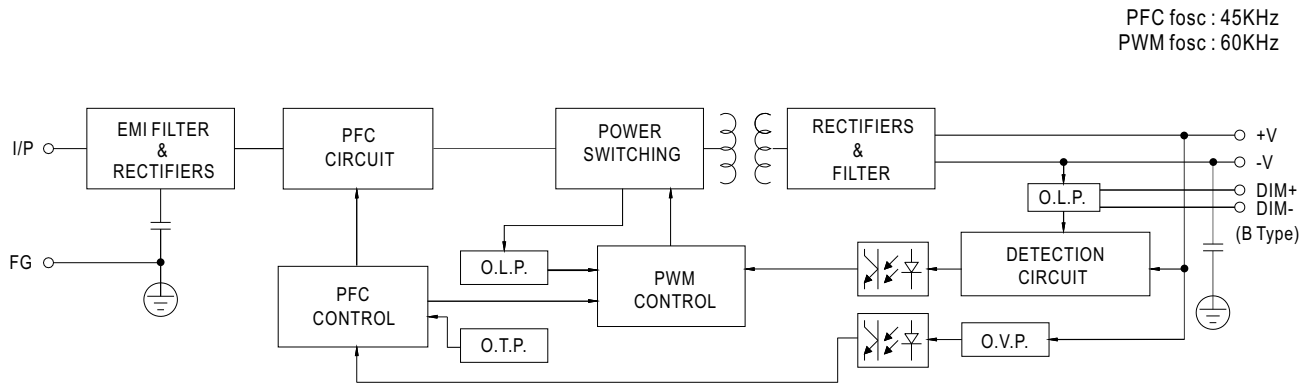 PFC fosc : 45KHz
PWM fosc : 60KHz
I/P
EMI FILTER
&
RECTIFIERS
PFC
CIRCUIT
POWER
SWITCHING
RECTIFIERS
&
FILTER
+V
-V
DIM+
DIM-
(B Type)
O.L.P.
FG
O.L.P.
PFC
CONTROL
PWM
CONTROL
DETECTION
CIRCUIT
O.T.P.
O.V.P.